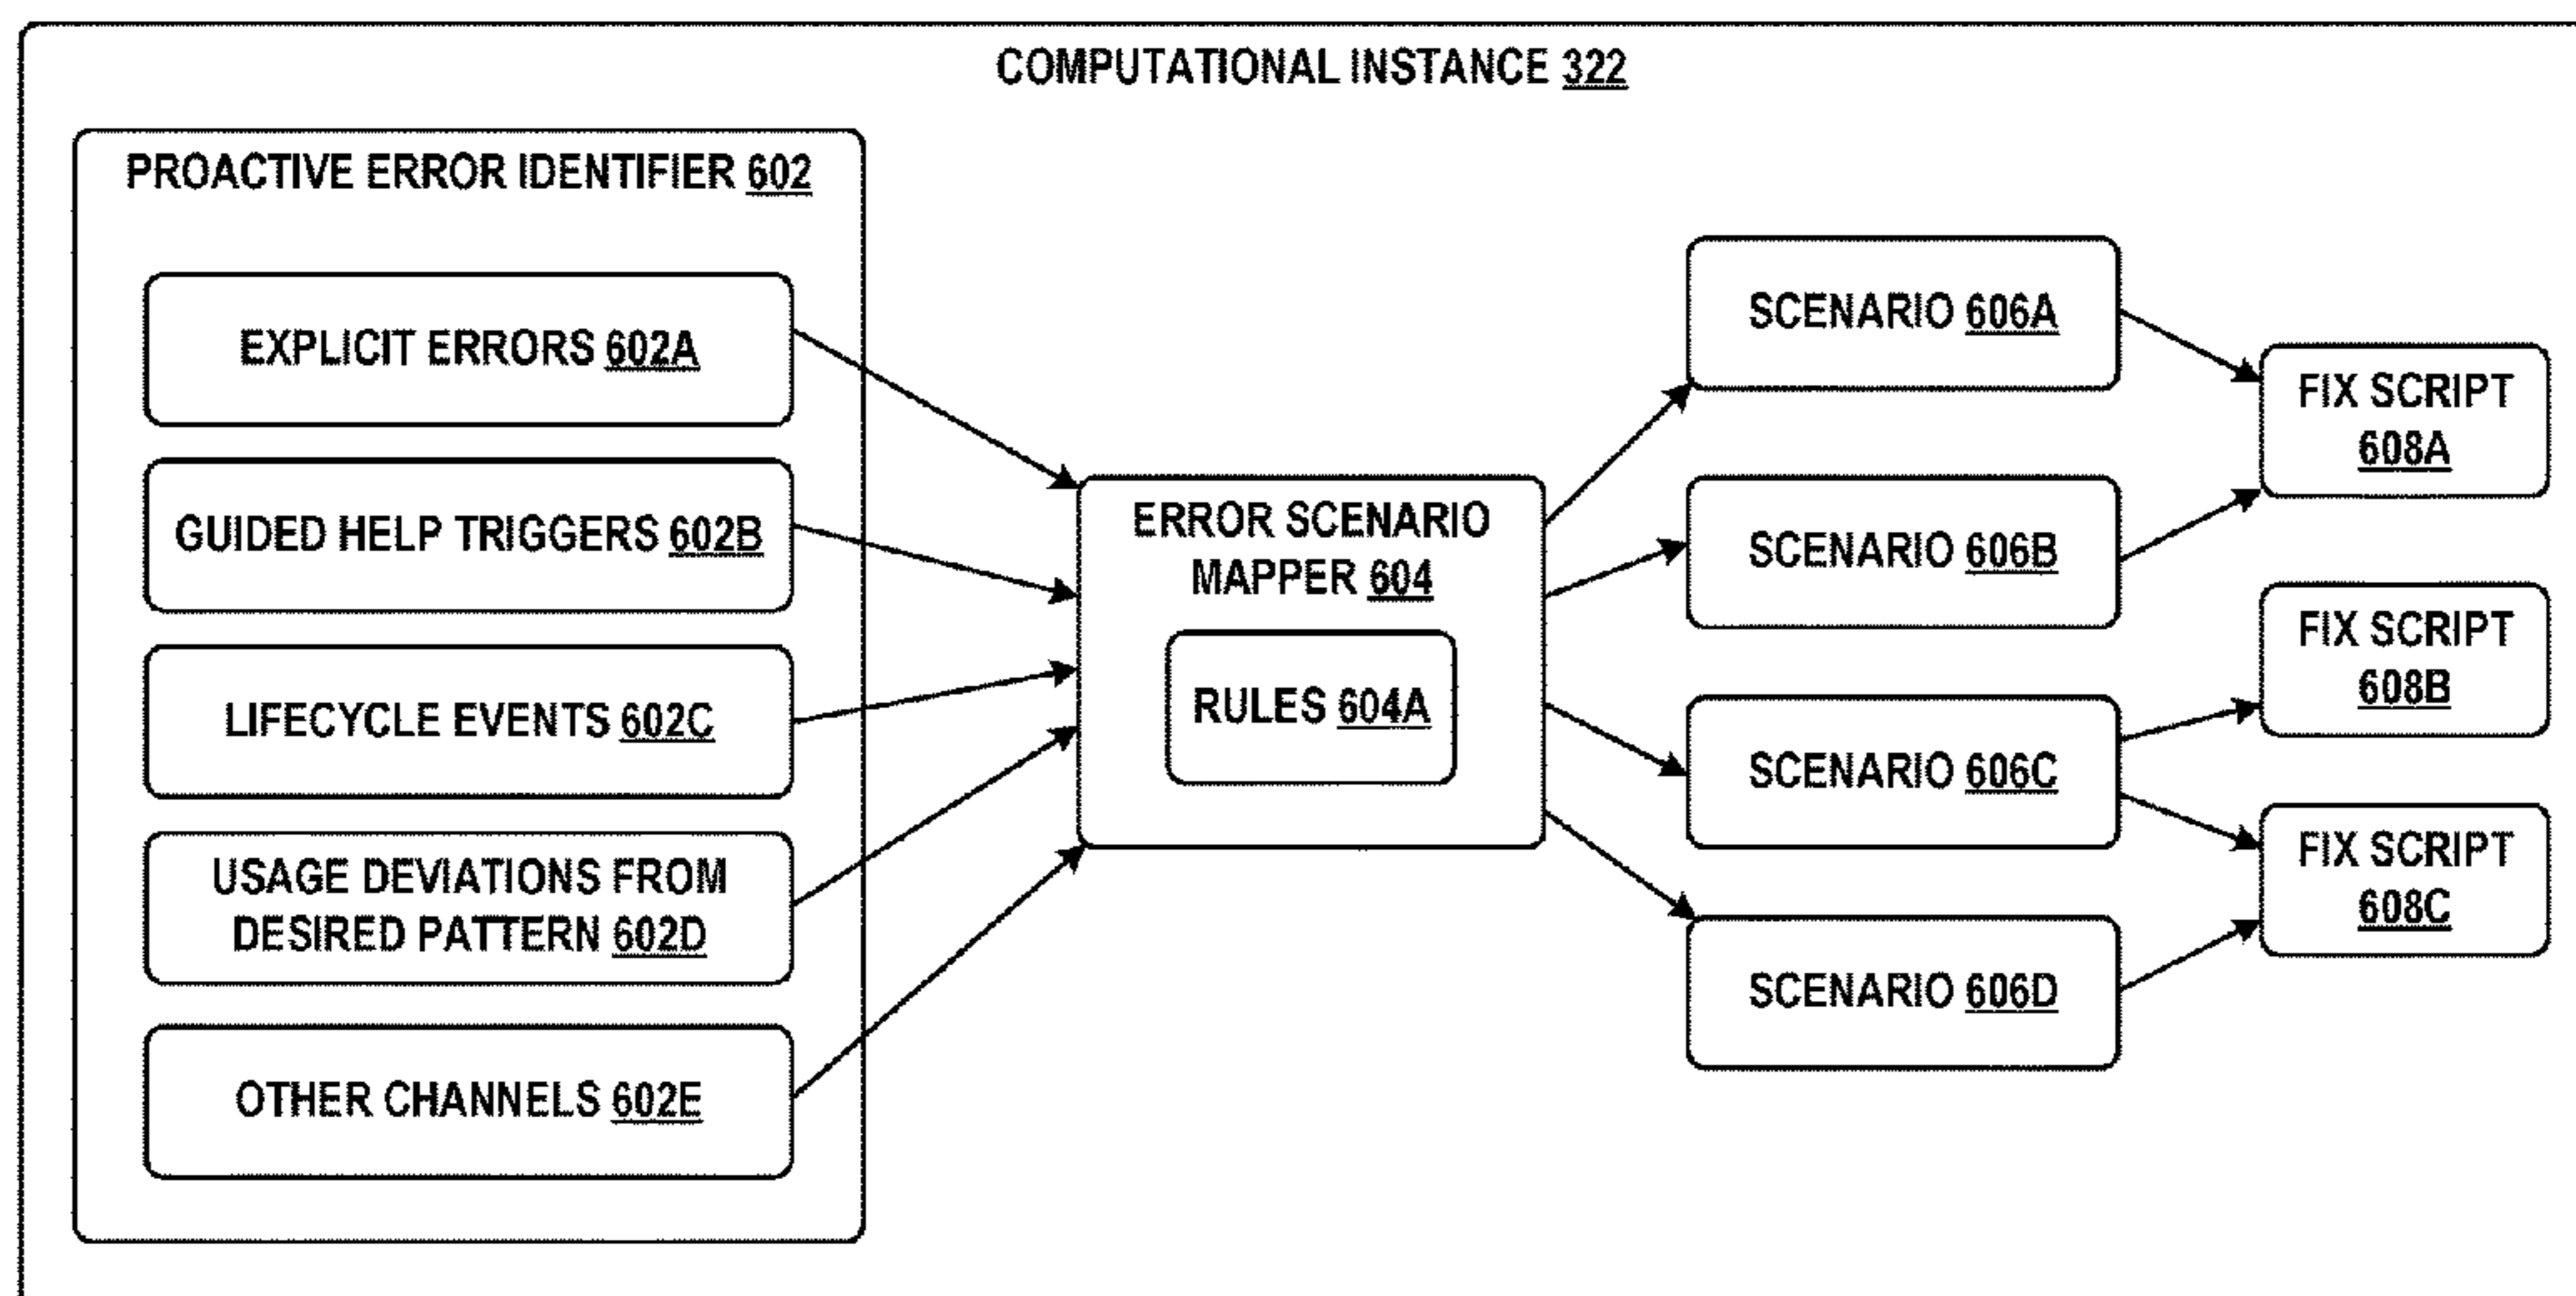 COMPUTATIONAL INSTANCE 322
PROACTIVE ERROR IDENTIFIER 602
EXPLICIT ERRORS 602A
GUIDED HELP TRIGGERS 602B
LIFECYCLE EVENTS 602C
USAGE DEVIATIONS FROM
DESIRED PATTERN 602D
OTHER CHANNELS 602E
ERROR SCENARIO
MAPPER 604
RULES 604A
SCENARIO 606A
SCENARIO 606B
SCENARIO 606C
SCENARIO 606D
FIX SCRIPT
608A
FIX SCRIPT
608B
FIX SCRIPT
608C